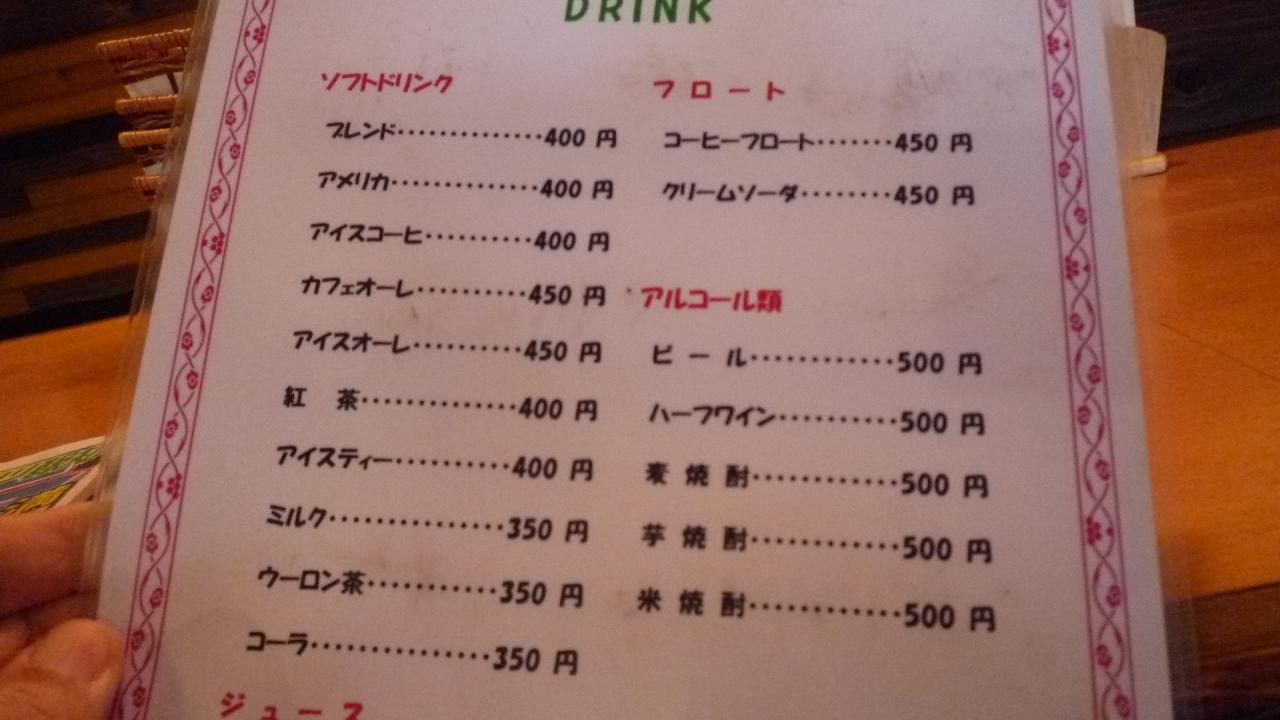 DRINK
ソフトドリンク
ブレンド・・・・・・・・・・・・・・400 円
アメリカ・・・・・・・・・・・・・・400 円
アイスコーヒ・・・・・・・・・・400 円
カフェオーレ・・・・・・・・・・450 円
アイスオーレ・・・・・・・・・・450 円
紅 茶・・・・・・・・・・・・・・400 円
アイスティー・・・・・・・・・・400 円
ミルク・・・・・・・・・・・・・・・350 円
ウーロン茶・・・・・・・・・・・350 円
コーラ・・・・・・・・・・・・・・・350 円
ジュース
フロート
コーヒーフロート・・・・・・・450 円
クリームソーダ・・・・・・・・450 円
アルコール類
ビール・・・・・・・・・・・・500 円
ハーフワイン・・・・・・・・・・500 円
麦焼酎・・・・・・・・・・・・500 円
芋焼酎・・・・・・・・・・・・500 円
米焼酎・・・・・・・・・・・・500 円